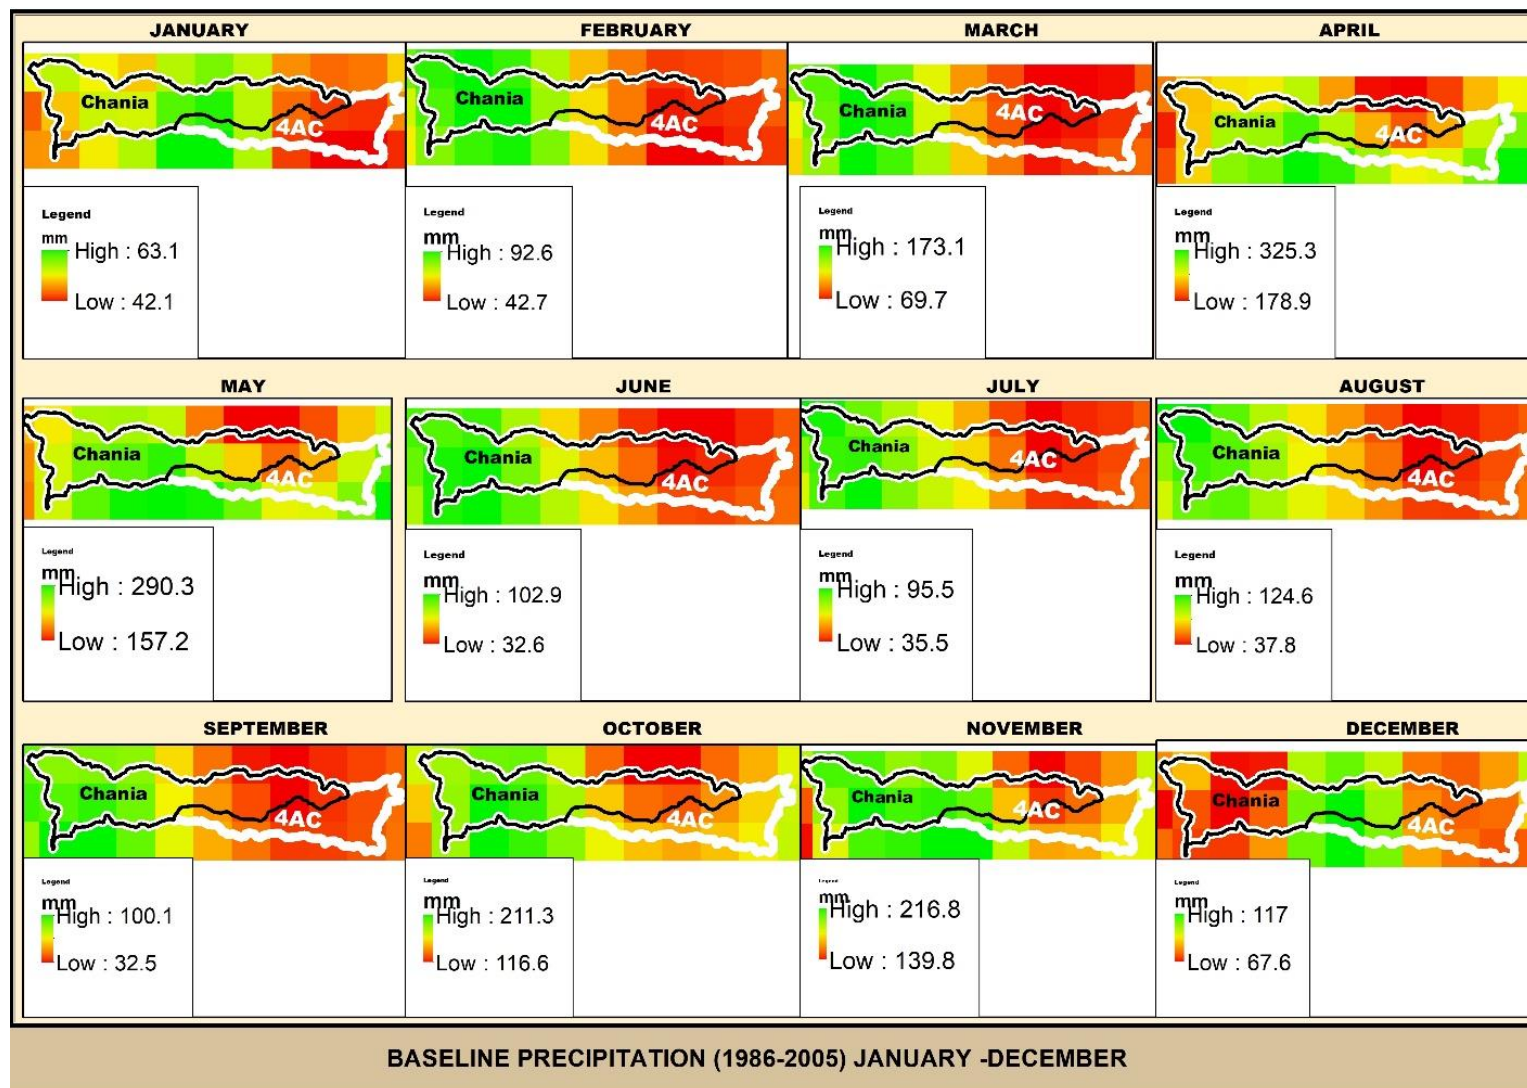 JANUARY
Chania
4AC
Legend
mm
High : 63.1
Low : 42.1
FEBRUARY
Chania
4AC
Legend
mm
High : 92.6
Low : 42.7
MARCH
Chania
4AC
Legend
mm
High : 173.1
Low : 69.7
APRIL
Chania
4AC
Legend
mm
High : 325.3
Low : 178.9
MAY
Chania
4AC
Legend
mm
High : 290.3
Low : 157.2
JUNE
Chania
4AC
Legend
mm
High : 102.9
Low : 32.6
JULY
Chania
4AC
Legend
mm
High : 95.5
Low : 35.5
AUGUST
Chania
4AC
Legend
mm
High : 124.6
Low : 37.8
SEPTEMBER
Chania
4AC
Legend
mm
High : 100.1
Low : 32.5
OCTOBER
Chania
4AC
Legend
mm
High : 211.3
Low : 116.6
NOVEMBER
Chania
4AC
Legend
mm
High : 216.8
Low : 139.8
DECEMBER
Chania
4AC
Legend
mm
High : 117
Low : 67.6
BASELINE PRECIPITATION (1986-2005) JANUARY -DECEMBER